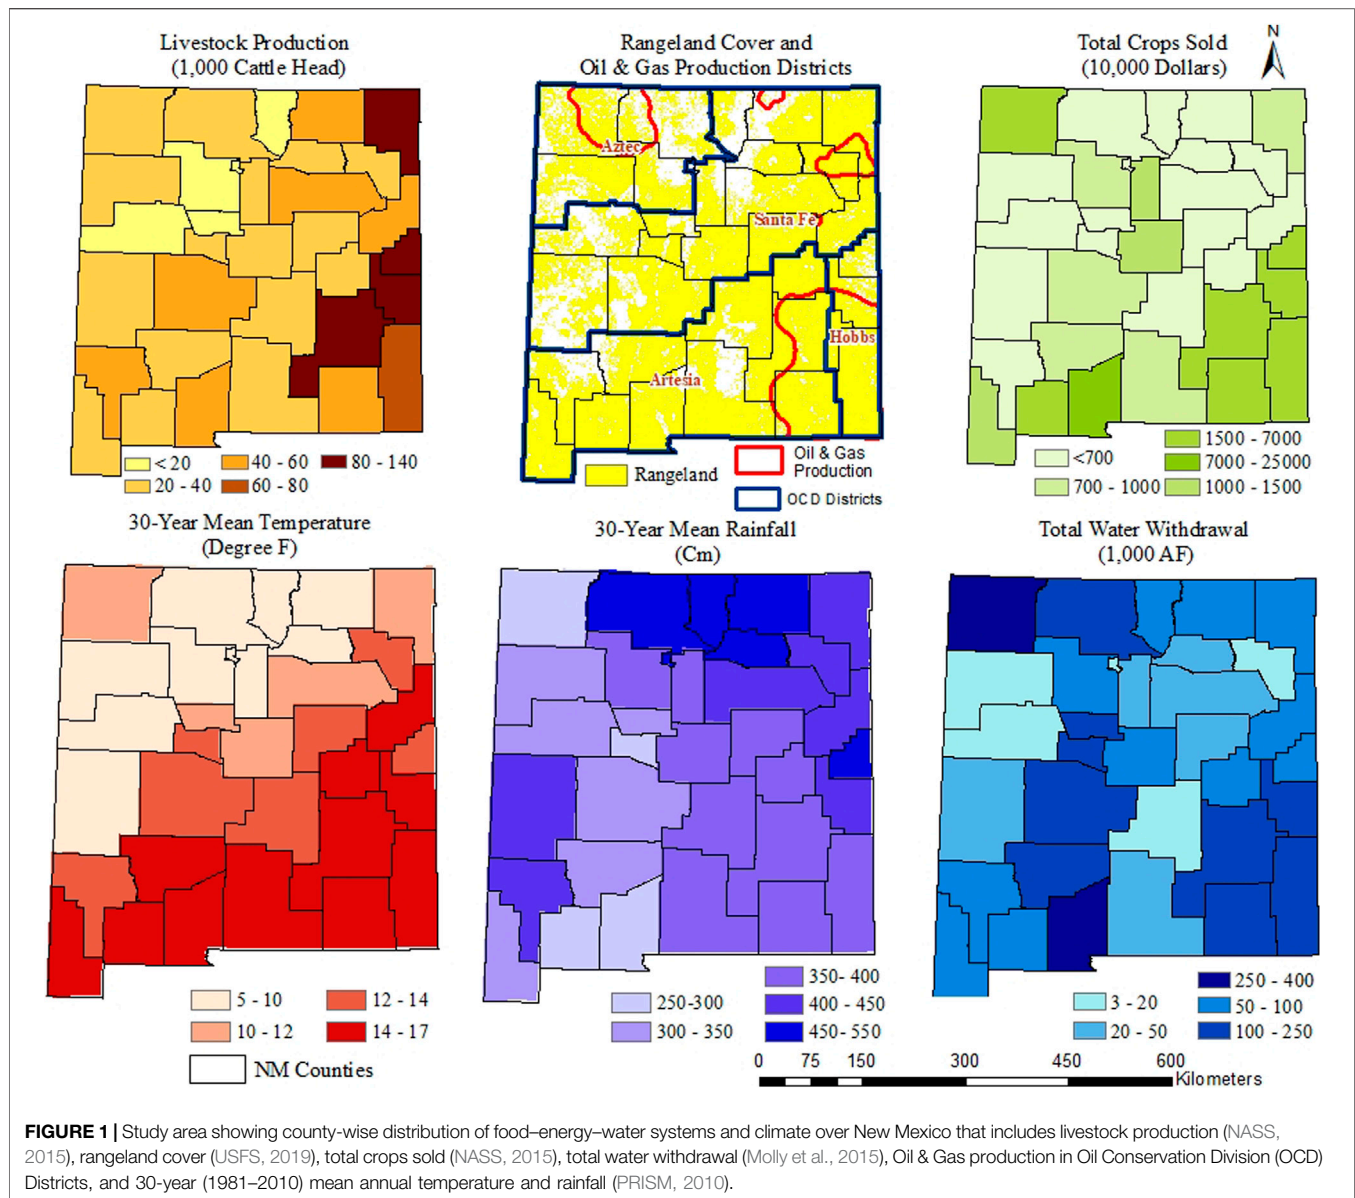 Livestock Production
(1,000 Cattle Head)
<20
20 - 40
40 - 60
60 - 80
80 - 140
Rangeland Cover and
Oil & Gas Production Districts
Aztec
Santa Fe
Hobbs
Artesia
Rangeland
Oil & Gas
Production
OCD Districts
Total Crops Sold
(10,000 Dollars)
N
<700
700 - 1000
1500 - 7000
7000 - 25000
1000 - 1500
30-Year Mean Temperature
(Degree F)
5 - 10
10 - 12
12 - 14
14 - 17
NM Counties
30-Year Mean Rainfall
(Cm)
250-300
300 - 350
350- 400
400 - 450
450- 550
Total Water Withdrawal
(1,000 AF)
3 - 20
20 - 50
250 - 400
50 - 100
100 - 250
0 75 150 300 450 600
Kilometers
FIGURE 1 | Study area showing county-wise distribution of food–energy–water systems and climate over New Mexico that includes livestock production (NASS,
2015), rangeland cover (USFS, 2019), total crops sold (NASS, 2015), total water withdrawal (Molly et al., 2015), Oil & Gas production in Oil Conservation Division (OCD)
Districts, and 30-year (1981–2010) mean annual temperature and rainfall (PRISM, 2010).